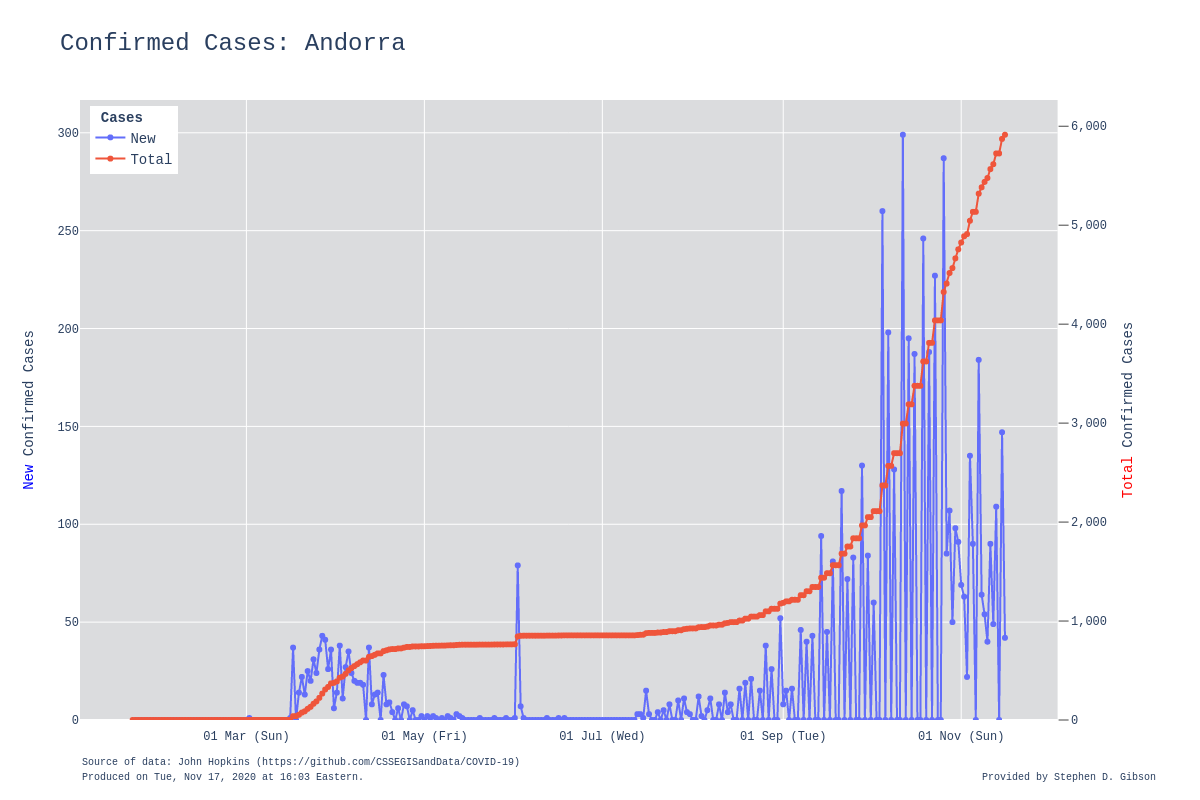 Confirmed Cases: Andorra
Cases
New
Total
300
250
200
150
100
50
0
6,000
5,000
4,000
3,000
2,000
1,000
0
New Confirmed Cases
Total Confirmed Cases
01 Mar (Sun)
01 May (Fri)
01 Jul (Wed)
01 Sep (Tue)
01 Nov (Sun)
Source of data: John Hopkins (https://github.com/CSSEGISandData/COVID-19)
Produced on Tue, Nov 17, 2020 at 16:03 Eastern.
Provided by Stephen D. Gibson